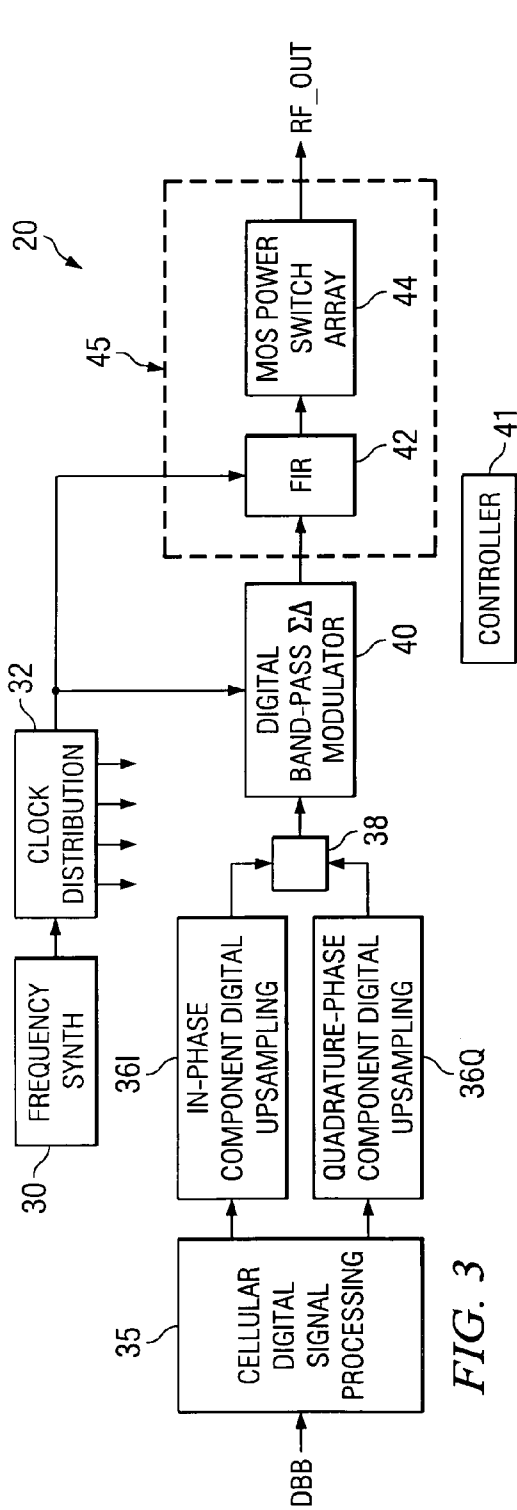 20
45
32
FREQUENCY
SYNTH
30
CLOCK
DISTRIBUTION
DBB
35
CELLULAR
DIGITAL
SIGNAL
PROCESSING
36I
IN-PHASE
COMPONENT DIGITAL
UPSAMPLING
QUADRATURE-PHASE
COMPONENT DIGITAL
UPSAMPLING
36Q
38
DIGITAL
BAND-PASS ΣΔ
MODULATOR
40
FIR
42
MOS POWER
SWITCH
ARRAY
44
RF_OUT
CONTROLLER
41
FIG. 3